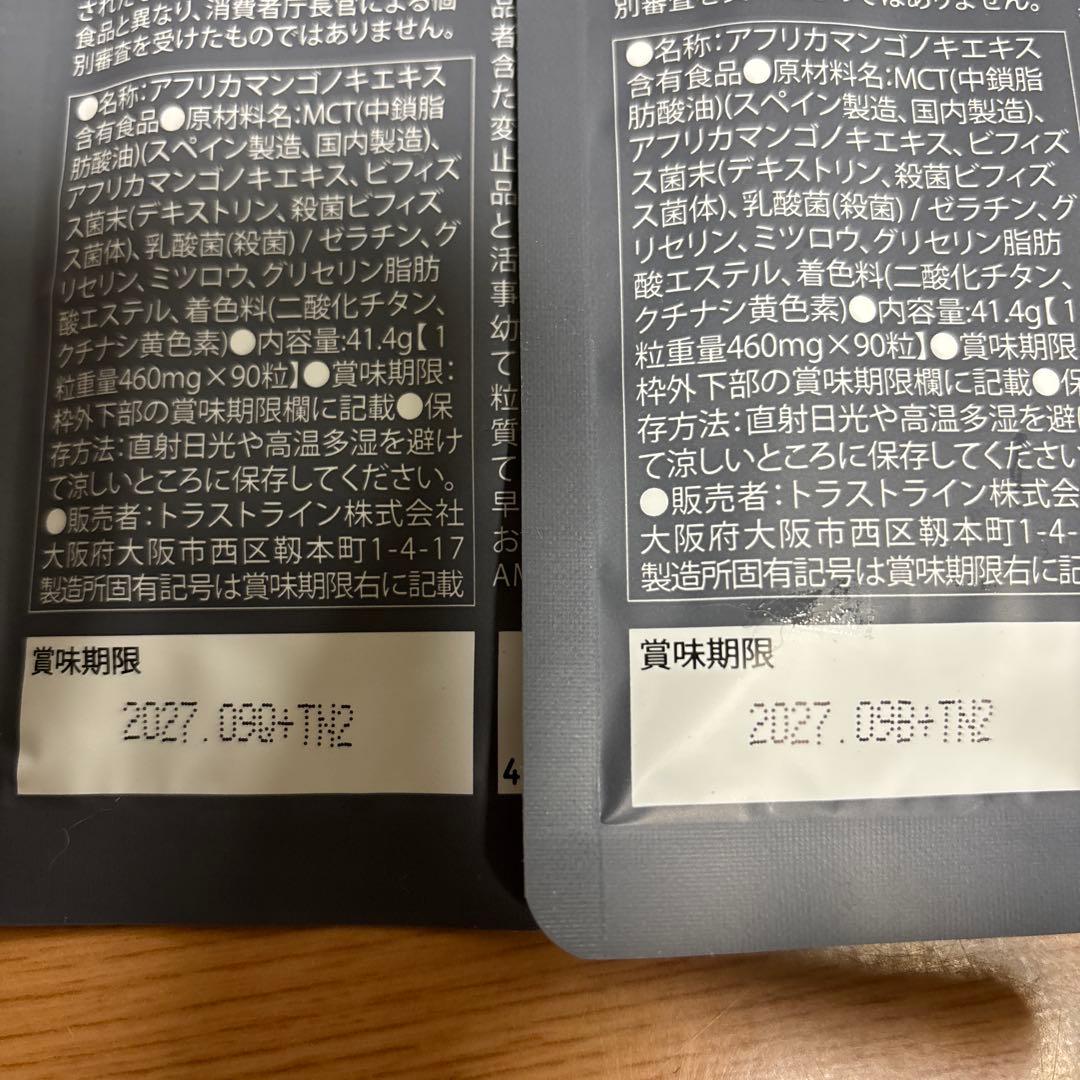 食品と異なり、消費者庁長官による個
別審査を受けたものではありません。
●名称:アフリカマンゴノキエキス
含有食品●原材料名:MCT(中鎖脂
肪酸油)(スペイン製造、国内製造)、
アフリカマンゴノキエキス、ビフィズ
ス菌末(デキストリン、殺菌ビフィズ
ス菌体)、乳酸菌(殺菌) / ゼラチン、グ
リセリン、ミツロウ、グリセリン脂肪
酸エステル、着色料(二酸化チタン、
クチナシ黄色素)●内容量:41.4g【1
粒重量460mg×90粒】●賞味期限:
枠外下部の賞味期限欄に記載●保
存方法:直射日光や高温多湿を避け
て涼しいところに保存してください。
●販売者:トラストライン株式会社
大阪府大阪市西区靱本町1-4-17
製造所固有記号は賞味期限右に記載
賞味期限
2027.09Q+TN2
品
者
含
た
変
止
品
と
活
事
幼
て
粒
質
て
早
お
4
●名称:アフリカマンゴノキエキス
含有食品●原材料名:MCT(中鎖脂
肪酸油)(スペイン製造、国内製造)、
アフリカマンゴノキエキス、ビフィズ
ス菌末(デキストリン、殺菌ビフィズ
ス菌体)、乳酸菌(殺菌) / ゼラチン、グ
リセリン、ミツロウ、グリセリン脂肪
酸エステル、着色料(二酸化チタン、
クチナシ黄色素)●内容量:41.4g【1
粒重量460mg×90粒】●賞味期限
枠外下部の賞味期限欄に記載●保
存方法:直射日光や高温多湿を避け
て涼しいところに保存してください
●販売者:トラストライン株式会
大阪府大阪市西区靱本町1-4-
製造所固有記号は賞味期限右に記
賞味期限
2027.09B+TN2